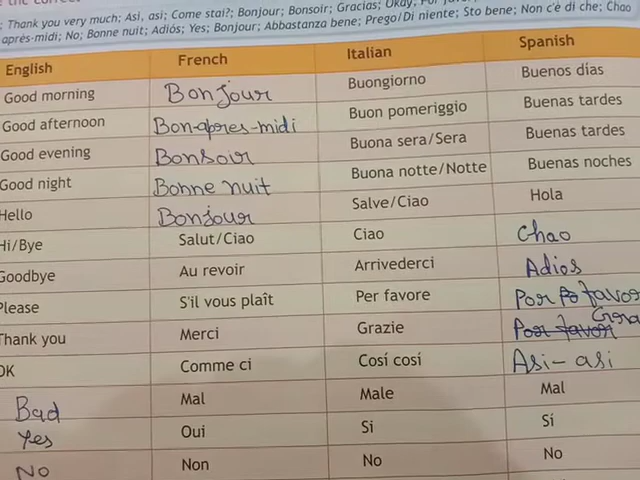 Thank you very much; Asi, asi; Come stai?; Bonjour; Bonsoir; Gracias; Okay;
après-midi; No; Bonne nuit; Adiós; Yes; Bonjour; Abbastanza bene; Prego/Di niente; Sto bene; Non c'è di che; Chao
English French Italian Spanish
Good morning Bonjour Buongiorno Buenos días
Good afternoon Bon-apres-midi Buon pomeriggio Buenas tardes
Good evening Bonsoir Buona sera/Sera Buenas tardes
Good night Bonne nuit Buona notte/Notte Buenas noches
Hello Bonjour Salve/Ciao Hola
Hi/Bye Salut/Ciao Ciao Chao
Goodbye Au revoir Arrivederci Adios
Please S'il vous plaît Per favore Por Po favor
Thank you Merci Grazie Por favor
OK Comme ci Cosí cosí Asi-asi
Bad Mal Male Mal
Yes Oui Si Sí
No Non No No